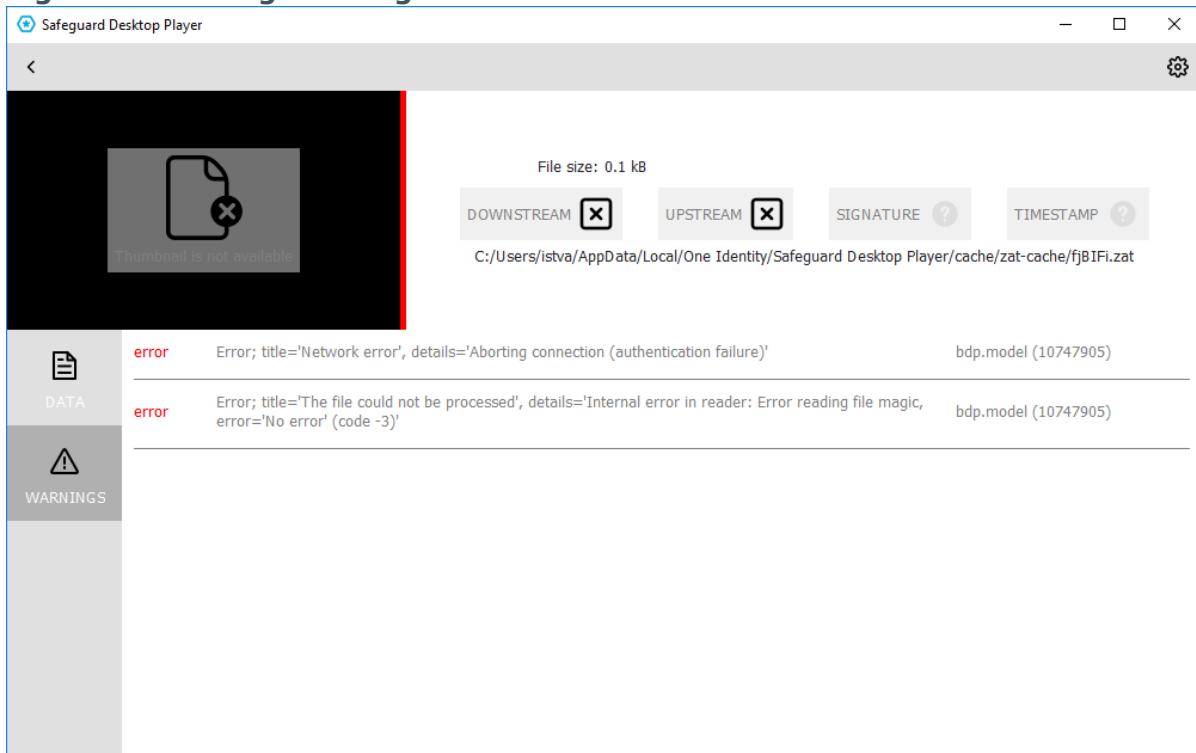 Safeguard Desktop Player
File size: 0.1 kB
Thumbnail is not available
DOWNSTREAM
UPSTREAM
SIGNATURE ?
TIMESTAMP ?
C:/Users/istva/AppData/Local/One Identity/Safeguard Desktop Player/cache/zat-cache/fjBIFi.zat
DATA
WARNINGS
error
Error; title='Network error', details='Aborting connection (authentication failure)'
bdp.model (10747905)
error
Error; title='The file could not be processed', details='Internal error in reader: Error reading file magic,
error='No error' (code -3)'
bdp.model (10747905)